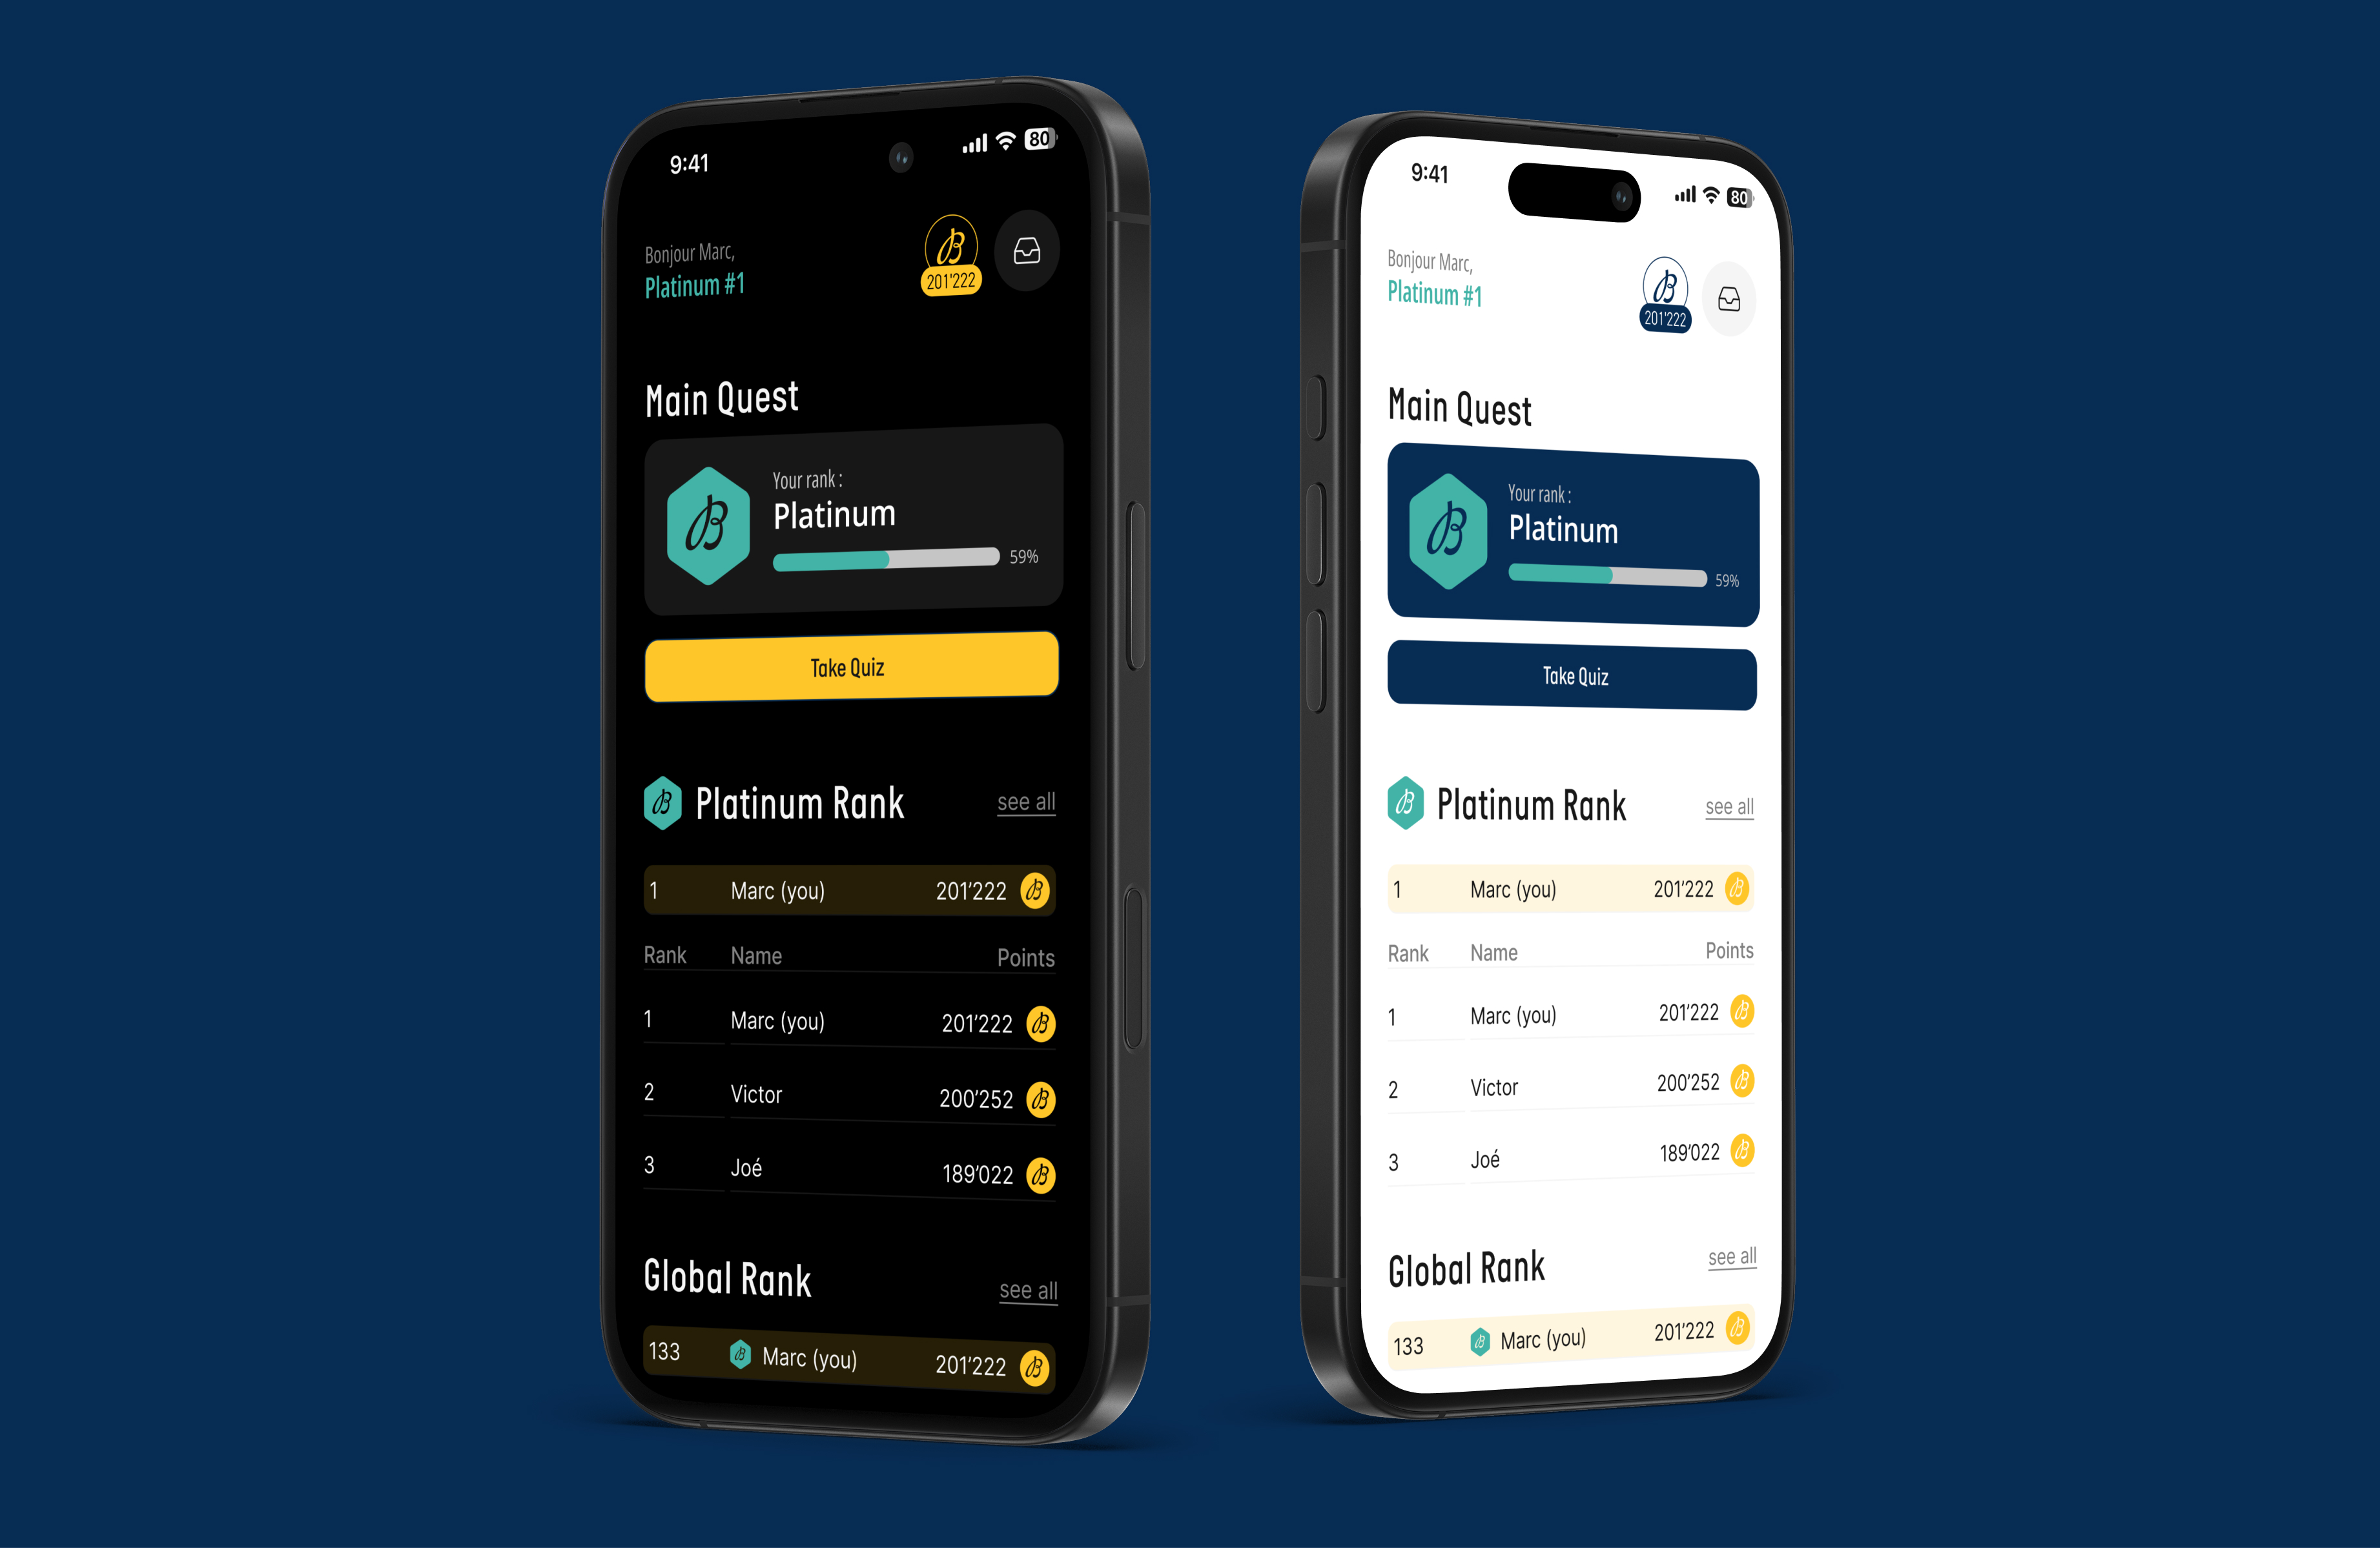 9:41
80
Bonjour Marc,
Platinum #1
B
201'222
Main Quest
B
Your rank :
Platinum
59%
Take Quiz
B
Platinum Rank
see all
1 Marc (you) 201’222 B
Rank Name Points
1 Marc (you) 201’222 B
2 Victor 200’252 B
3 Joé 189’022 B
Global Rank
see all
133 B Marc (you) 201’222 B
9:41
80
Bonjour Marc,
Platinum #1
B
201'222
Main Quest
B
Your rank :
Platinum
59%
Take Quiz
B
Platinum Rank
see all
1 Marc (you) 201’222 B
Rank Name Points
1 Marc (you) 201’222 B
2 Victor 200’252 B
3 Joé 189’022 B
Global Rank
see all
133 B Marc (you) 201’222 B